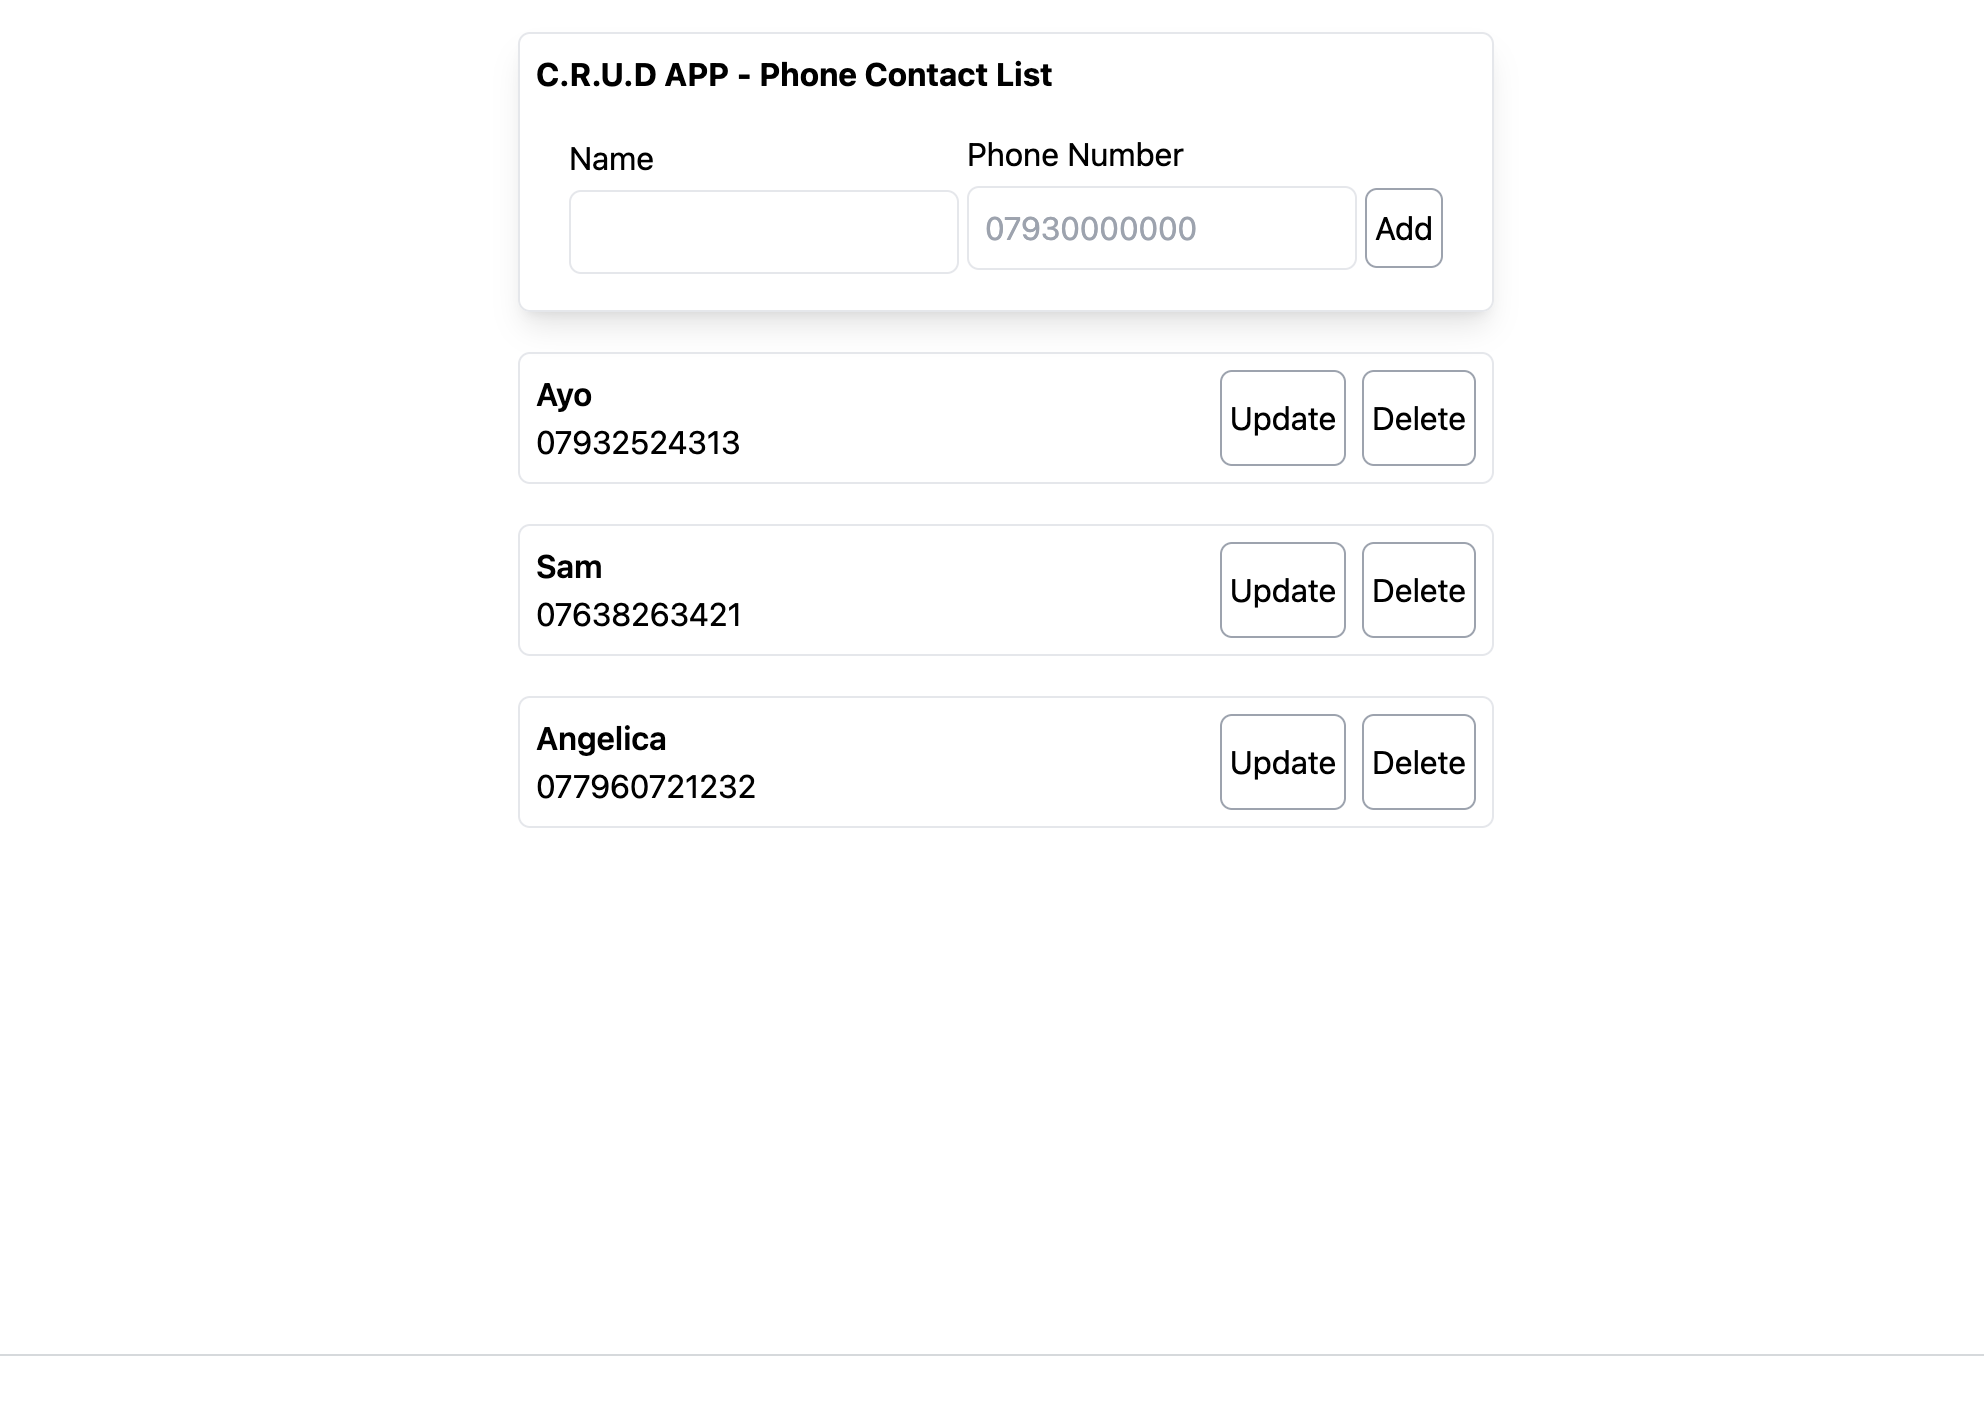 C.R.U.D APP - Phone Contact List
Name
Phone Number
07930000000
Add
Ayo
07932524313
Update
Delete
Sam
07638263421
Update
Delete
Angelica
077960721232
Update
Delete